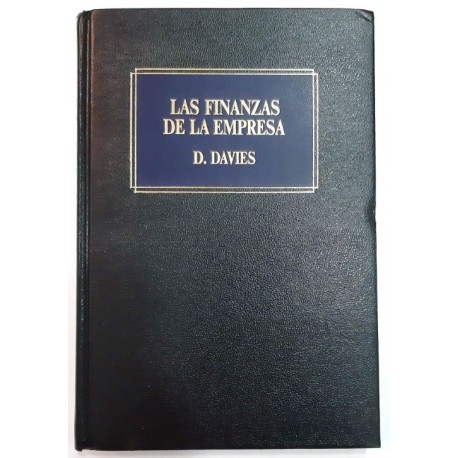 LAS FINANZAS
DE LA EMPRESA
D. DAVIES